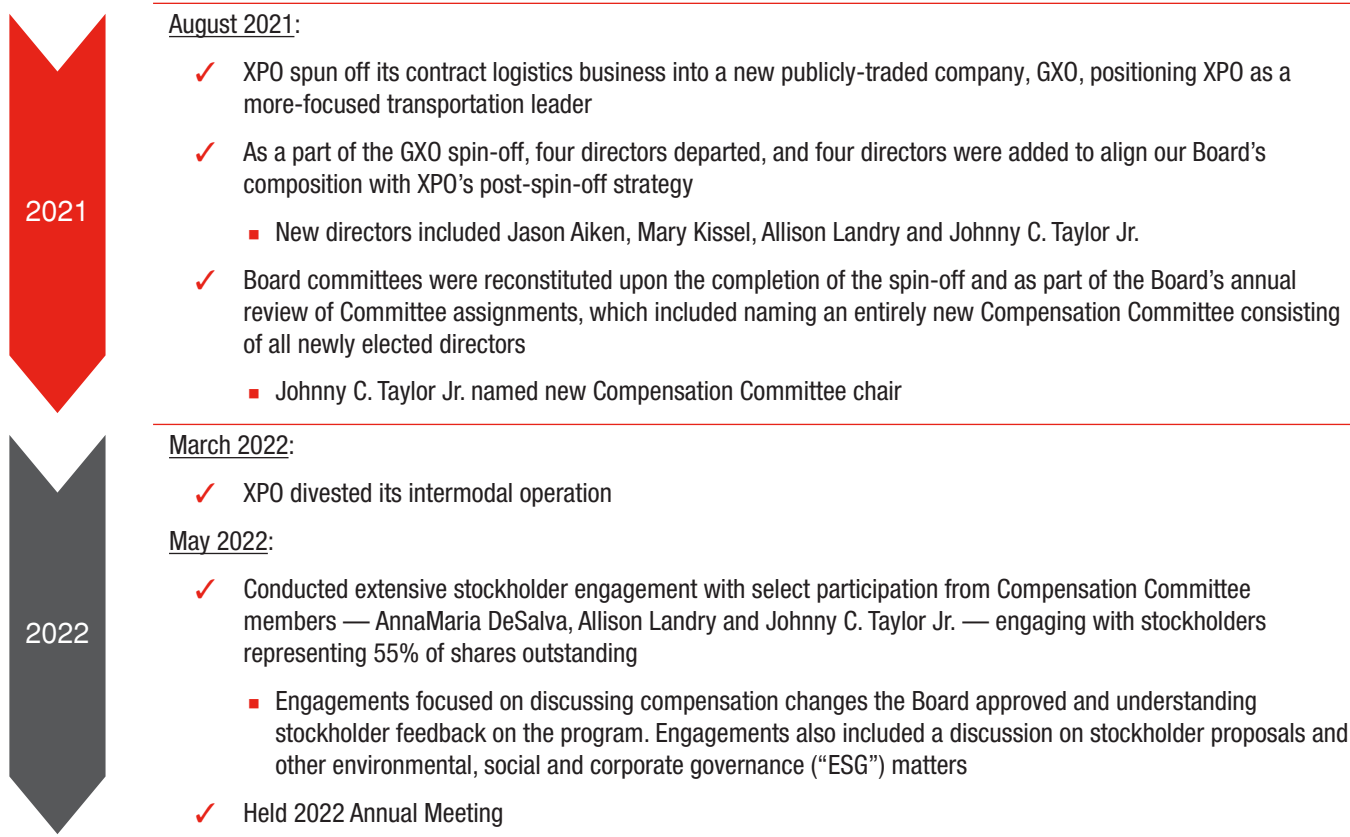 August 2021:
✓ XPO spun off its contract logistics business into a new publicly-traded company, GXO, positioning XPO as a
more-focused transportation leader
✓ As a part of the GXO spin-off, four directors departed, and four directors were added to align our Board’s
composition with XPO’s post-spin-off strategy
2021
■ New directors included Jason Aiken, Mary Kissel, Allison Landry and Johnny C. Taylor Jr.
✓ Board committees were reconstituted upon the completion of the spin-off and as part of the Board’s annual
review of Committee assignments, which included naming an entirely new Compensation Committee consisting
of all newly elected directors
■ Johnny C. Taylor Jr. named new Compensation Committee chair
March 2022:
✓ XPO divested its intermodal operation
May 2022:
✓ Conducted extensive stockholder engagement with select participation from Compensation Committee
members — AnnaMaria DeSalva, Allison Landry and Johnny C. Taylor Jr. — engaging with stockholders
representing 55% of shares outstanding
2022
■ Engagements focused on discussing compensation changes the Board approved and understanding
stockholder feedback on the program. Engagements also included a discussion on stockholder proposals and
other environmental, social and corporate governance (“ESG”) matters
✓ Held 2022 Annual Meeting